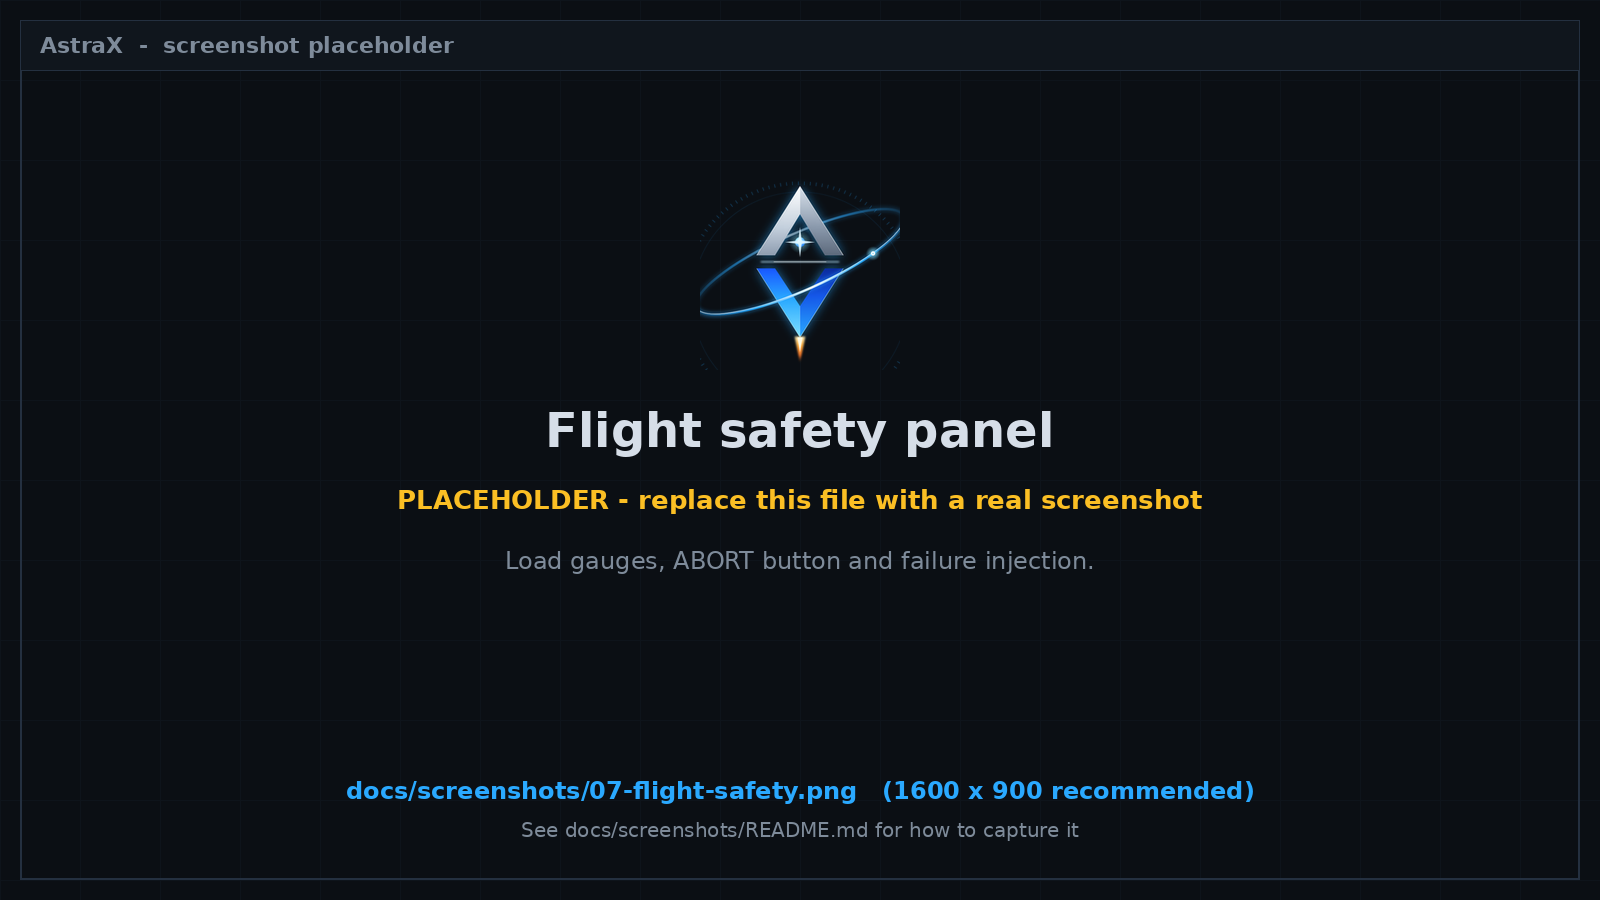 AstraX - screenshot placeholder
Flight safety panel
PLACEHOLDER - replace this file with a real screenshot
Load gauges, ABORT button and failure injection.
docs/screenshots/07-flight-safety.png (1600 x 900 recommended)
See docs/screenshots/README.md for how to capture it